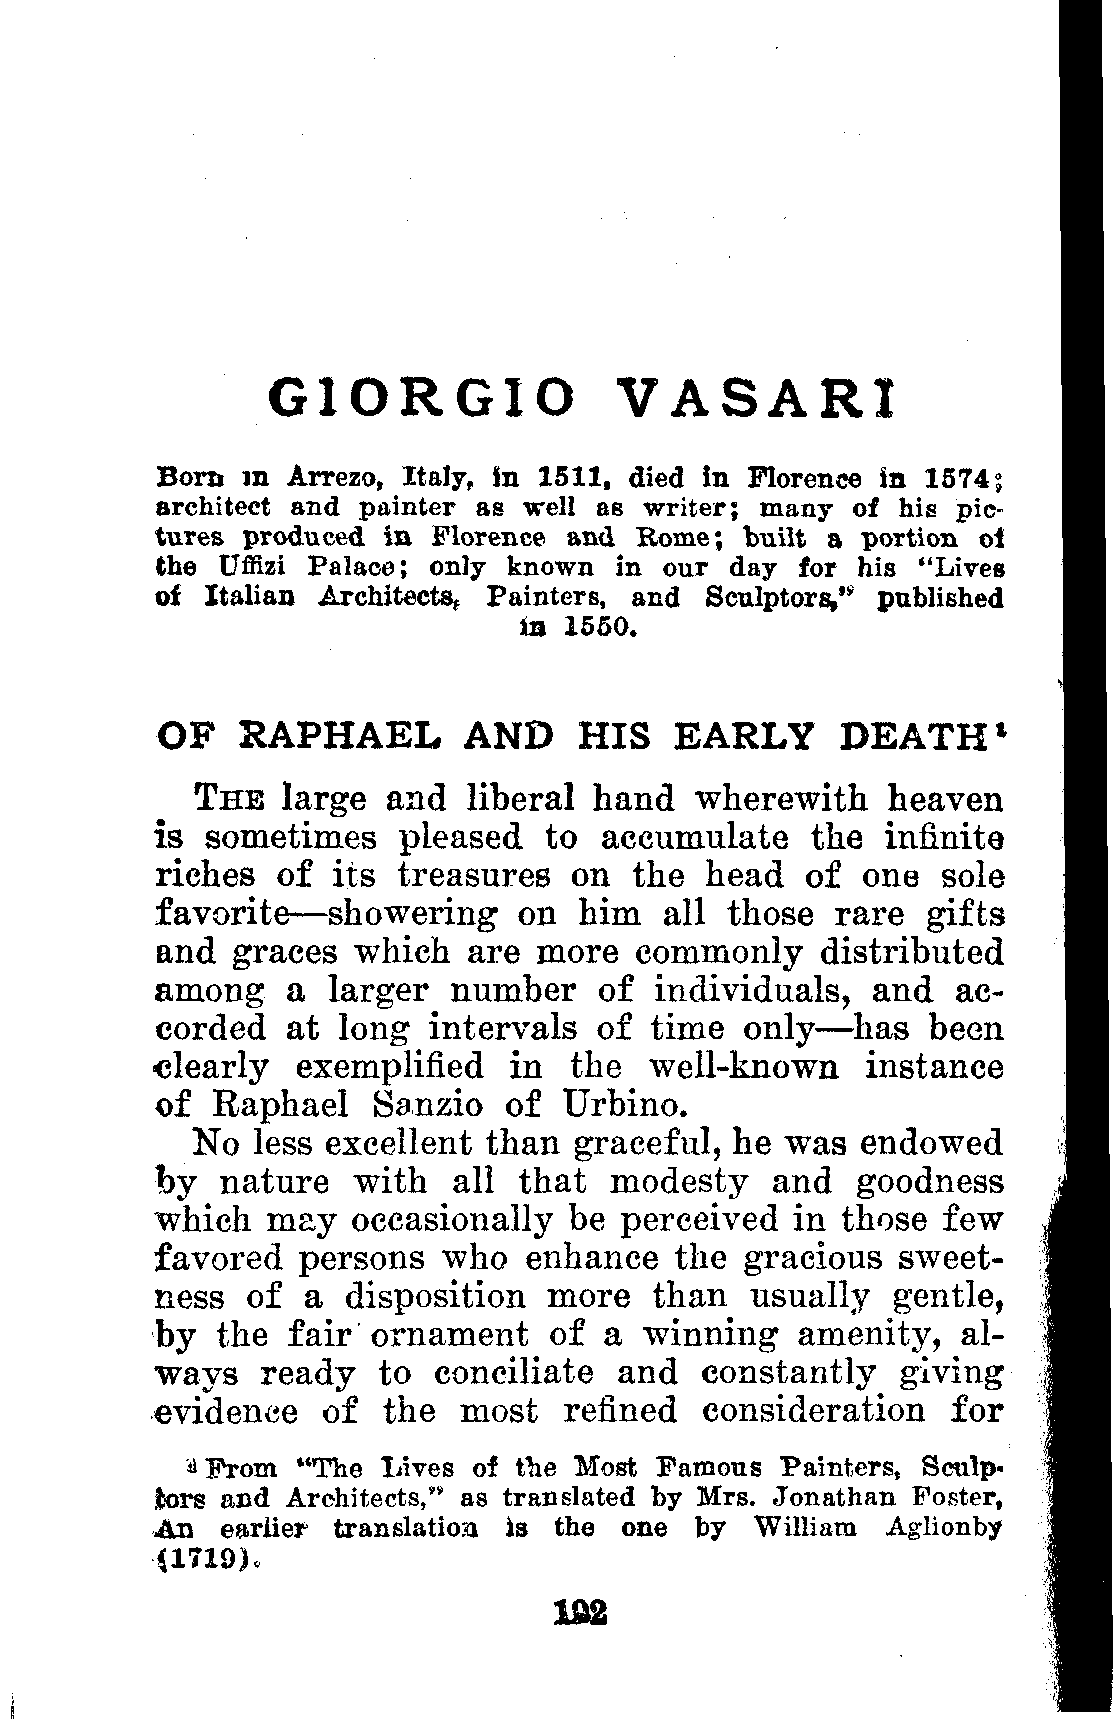 GIORGIO VASARI
Born in Arrezo, Italy, in 1511, died in Florence in 1574;
architect and painter as well as writer; many of his pic-
tures produced in Florence and Rome; built a portion of
the Uffizi Palace; only known in our day for his "Lives
of Italian Architects, Painters, and Sculptors," published
in 1550.
OF RAPHAEL AND HIS EARLY DEATH¹
THE large and liberal hand wherewith heaven
is sometimes pleased to accumulate the infinite
riches of its treasures on the head of one sole
favorite—showering on him all those rare gifts
and graces which are more commonly distributed
among a larger number of individuals, and ac-
corded at long intervals of time only—has been
clearly exemplified in the well-known instance
of Raphael Sanzio of Urbino.
No less excellent than graceful, he was endowed
by nature with all that modesty and goodness
which may occasionally be perceived in those few
favored persons who enhance the gracious sweet-
ness of a disposition more than usually gentle,
by the fair ornament of a winning amenity, al-
ways ready to conciliate and constantly giving
evidence of the most refined consideration for
¹ From "The Lives of the Most Famous Painters, Sculp-
tors and Architects," as translated by Mrs. Jonathan Foster,
An earlier translation is the one by William Aglionby
(1719).
192